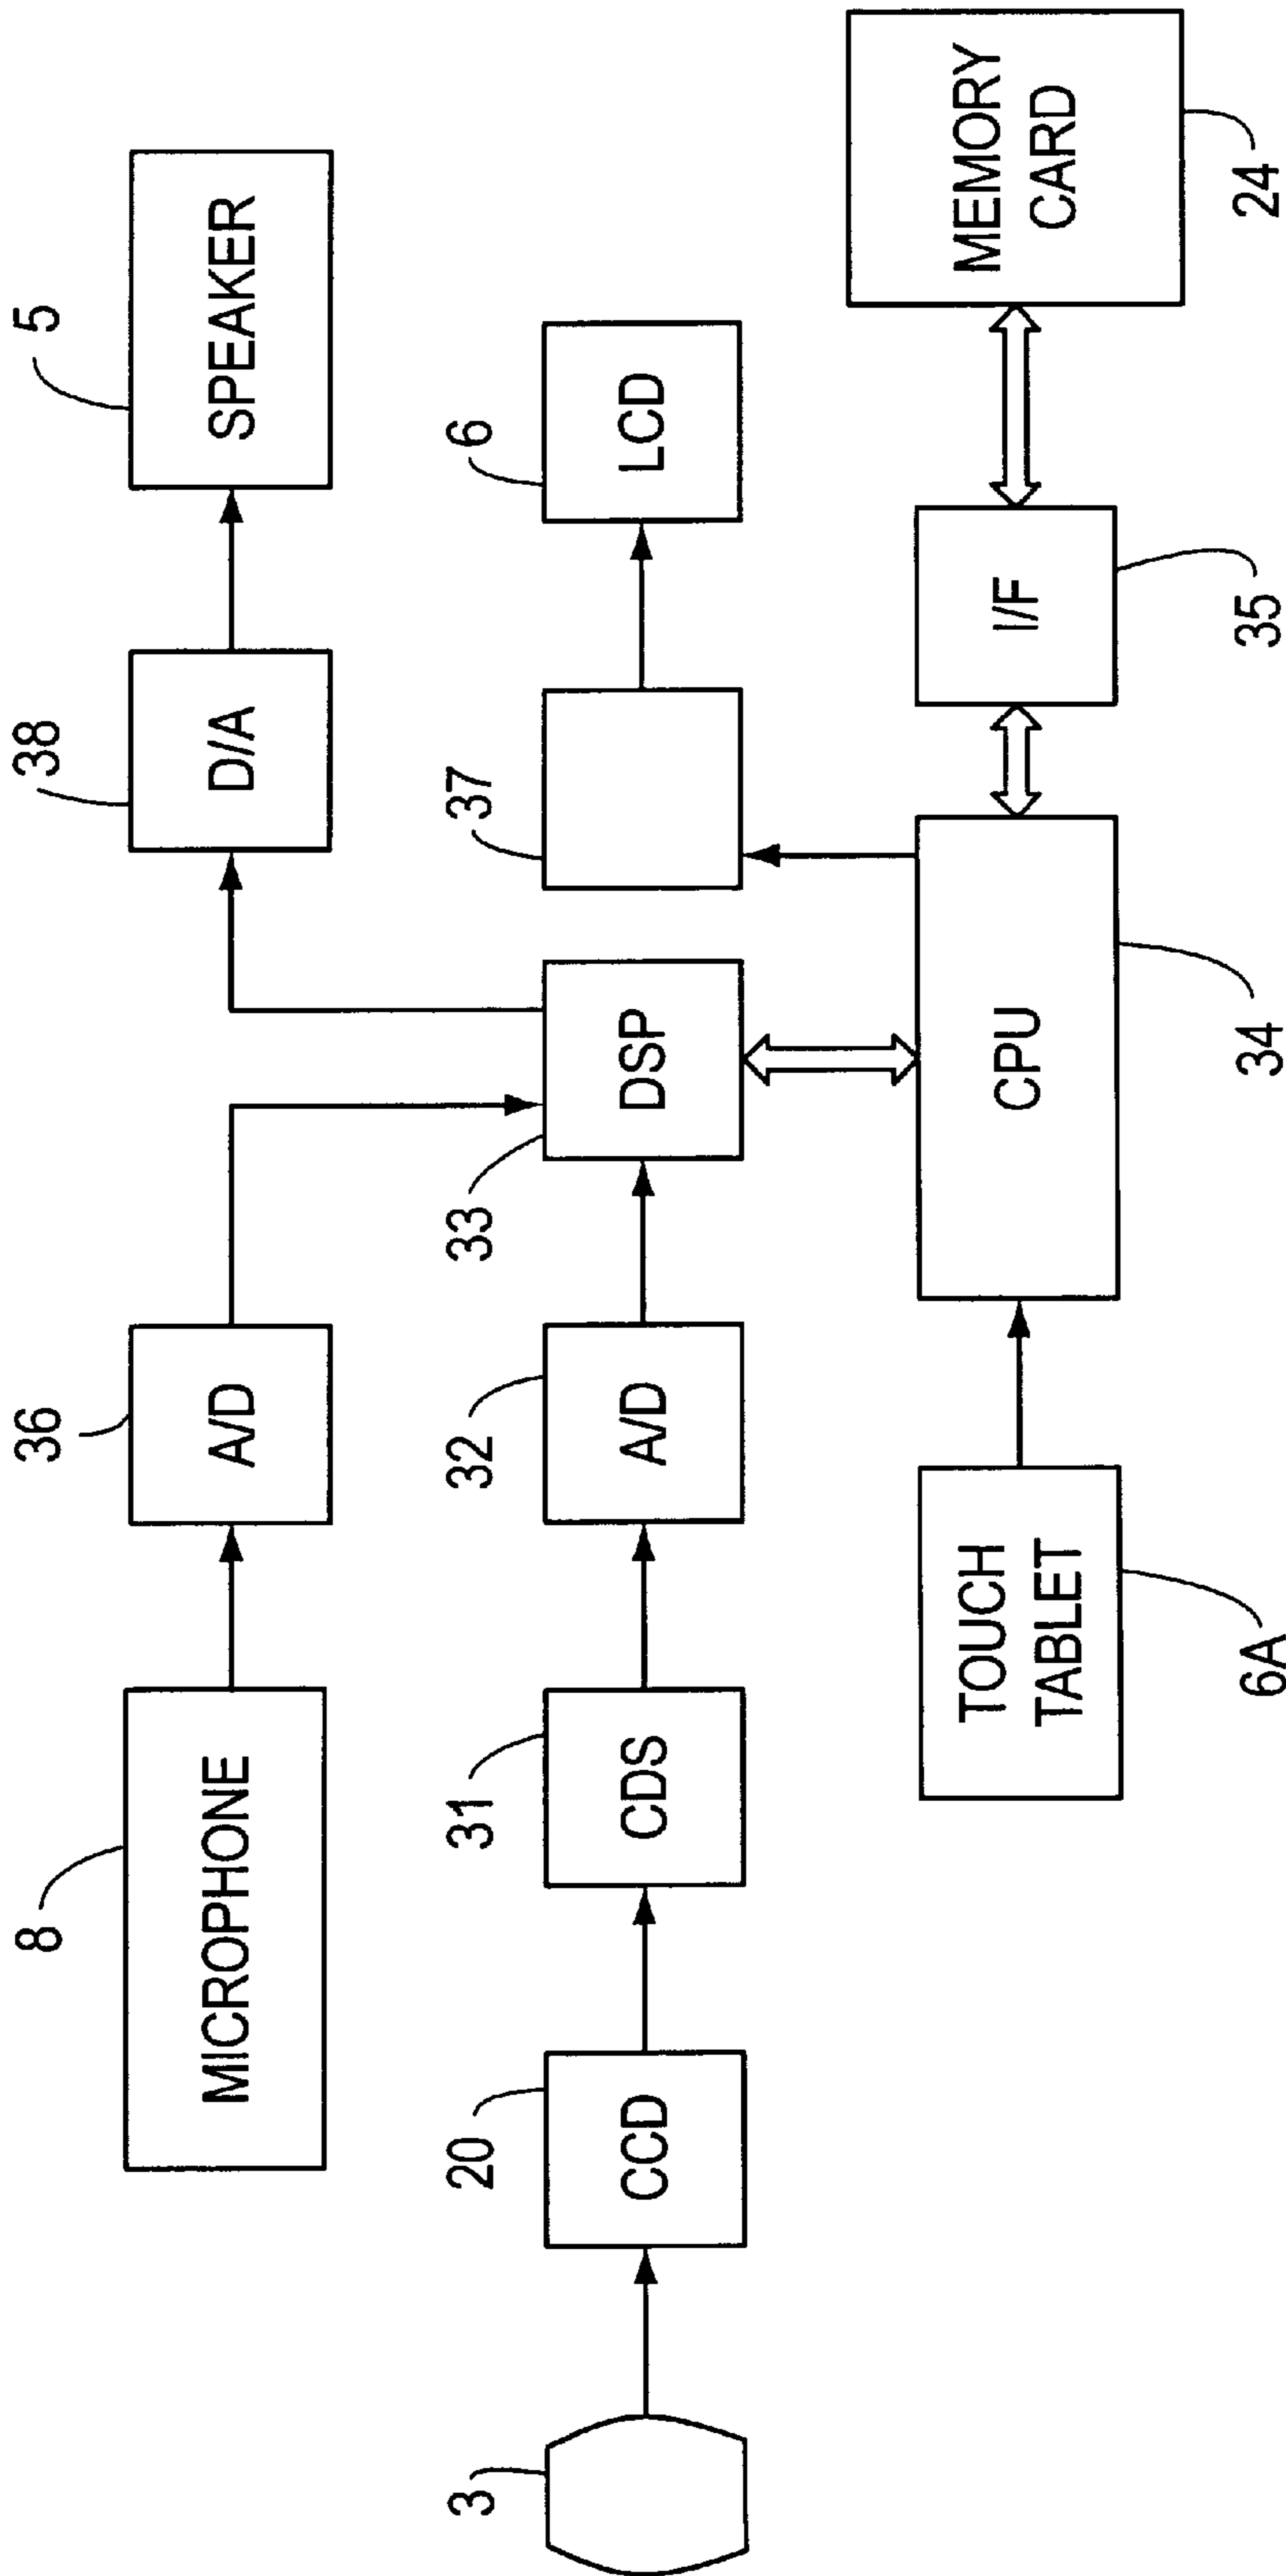 8
MICROPHONE
36
A/D
38
D/A
5
SPEAKER
3
20
CCD
31
CDS
32
A/D
33
DSP
37
6
LCD
TOUCH
TABLET
6A
CPU
34
I/F
35
MEMORY
CARD
24